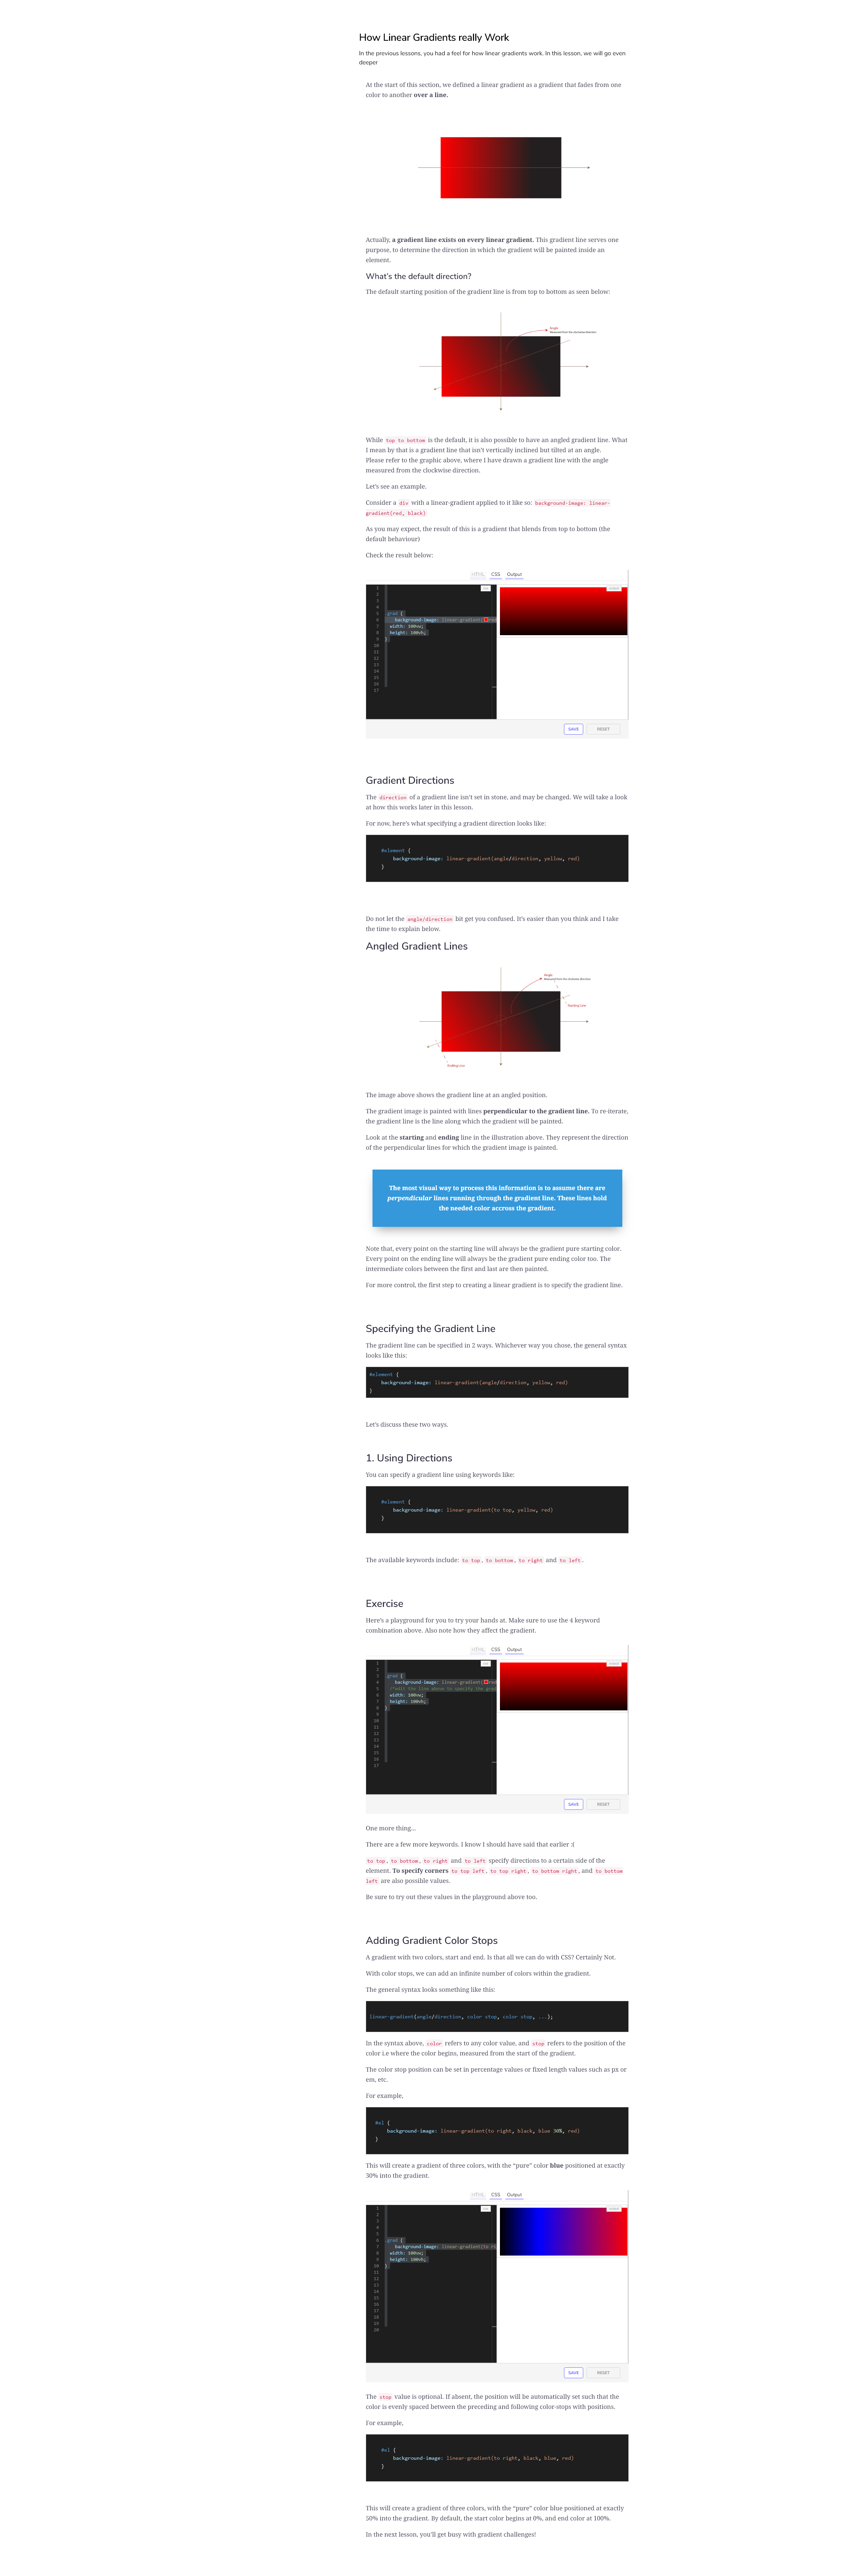 How Linear Gradients really Work
In the previous lessons, you had a feel for how linear gradients work. In this lesson, we will go even
deeper
At the start of this section, we defined a linear gradient as a gradient that fades from one
color to another over a line.
Actually, a gradient line exists on every linear gradient. This gradient line serves one
purpose, to determine the direction in which the gradient will be painted inside an
element.
What's the default direction?
The default starting position of the gradient line is from top to bottom as seen below:
Angle
Measured from the clockwise direction
While top to bottom is the default, it is also possible to have an angled gradient line. What
I mean by that is a gradient line that isn't vertically inclined but tilted at an angle.
Please refer to the graphic above, where I have drawn a gradient line with the angle
measured from the clockwise direction.
Let's see an example.
Consider a div with a linear-gradient applied to it like so: background-image: linear-
gradient(red, black)
As you may expect, the result of this is a gradient that blends from top to bottom (the
default behaviour)
Check the result below:
HTML CSS Output
1
2
3
4
5 grad {
6 background-image: linear-gradient(red
7 width: 100vw;
8 height: 100vh;
9 }
10
11
12
13
14
15
16
17
SAVE RESET
Gradient Directions
The direction of a gradient line isn't set in stone, and may be changed. We will take a look
at how this works later in this lesson.
For now, here's what specifying a gradient direction looks like:
#element {
background-image: linear-gradient(angle/direction, yellow, red)
}
Do not let the angle/direction bit get you confused. It's easier than you think and I take
the time to explain below.
Angled Gradient Lines
Angle
Measured from the clockwise direction
Starting Line
Ending Line
The image above shows the gradient line at an angled position.
The gradient image is painted with lines perpendicular to the gradient line. To re-iterate,
the gradient line is the line along which the gradient will be painted.
Look at the starting and ending line in the illustration above. They represent the direction
of the perpendicular lines for which the gradient image is painted.
The most visual way to process this information is to assume there are
perpendicular lines running through the gradient line. These lines hold
the needed color accross the gradient.
Note that, every point on the starting line will always be the gradient pure starting color.
Every point on the ending line will always be the gradient pure ending color too. The
intermediate colors between the first and last are then painted.
For more control, the first step to creating a linear gradient is to specify the gradient line.
Specifying the Gradient Line
The gradient line can be specified in 2 ways. Whichever way you chose, the general syntax
looks like this:
#element {
background-image: linear-gradient(angle/direction, yellow, red)
}
Let's discuss these two ways.
1. Using Directions
You can specify a gradient line using keywords like:
#element {
background-image: linear-gradient(to top, yellow, red)
}
The available keywords include: to top, to bottom, to right and to left.
Exercise
Here's a playground for you to try your hands at. Make sure to use the 4 keyword
combination above. Also note how they affect the gradient.
HTML CSS Output
1
2
3 grad {
4 background-image: linear-gradient(red
5 /*edit the line above to specify the grad
6 width: 100vw;
7 height: 100vh;
8 }
9
10
11
12
13
14
15
16
17
SAVE RESET
One more thing...
There are a few more keywords. I know I should have said that earlier :(
to top, to bottom, to right and to left specify directions to a certain side of the
element. To specify corners to top left, to top right, to bottom right, and to bottom
left are also possible values.
Be sure to try out these values in the playground above too.
Adding Gradient Color Stops
A gradient with two colors, start and end. Is that all we can do with CSS? Certainly Not.
With color stops, we can add an infinite number of colors within the gradient.
The general syntax looks something like this:
linear-gradient(angle/direction, color stop, color stop, ...);
In the syntax above, color refers to any color value, and stop refers to the position of the
color i.e where the color begins, measured from the start of the gradient.
The color stop position can be set in percentage values or fixed length values such as px or
em, etc.
For example,
#el {
background-image: linear-gradient(to right, black, blue 30%, red)
}
This will create a gradient of three colors, with the “pure” color blue positioned at exactly
30% into the gradient.
HTML CSS Output
1
2
3
4
5
6 grad {
7 background-image: linear-gradient(to ri
8 width: 100vw;
9 height: 100vh;
10 }
11
12
13
14
15
16
17
18
19
20
SAVE RESET
The stop value is optional. If absent, the position will be automatically set such that the
color is evenly spaced between the preceding and following color-stops with positions.
For example,
#el {
background-image: linear-gradient(to right, black, blue, red)
}
This will create a gradient of three colors, with the “pure” color blue positioned at exactly
50% into the gradient. By default, the start color begins at 0%, and end color at 100%.
In the next lesson, you'll get busy with gradient challenges!